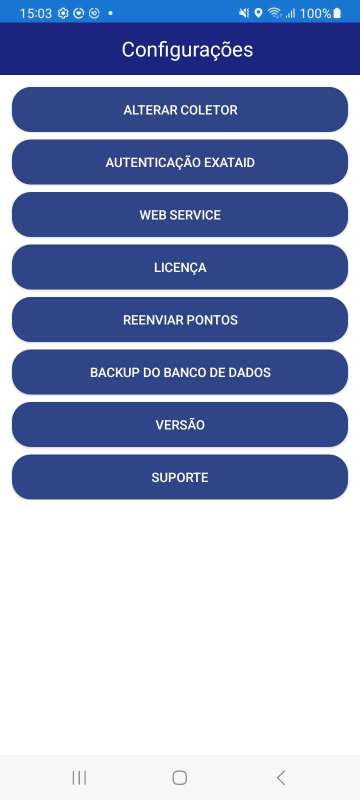 15:03
100%
Configurações
ALTERAR COLETOR
AUTENTICAÇÃO EXATAID
WEB SERVICE
LICENÇA
REENVIAR PONTOS
BACKUP DO BANCO DE DADOS
VERSÃO
SUPORTE